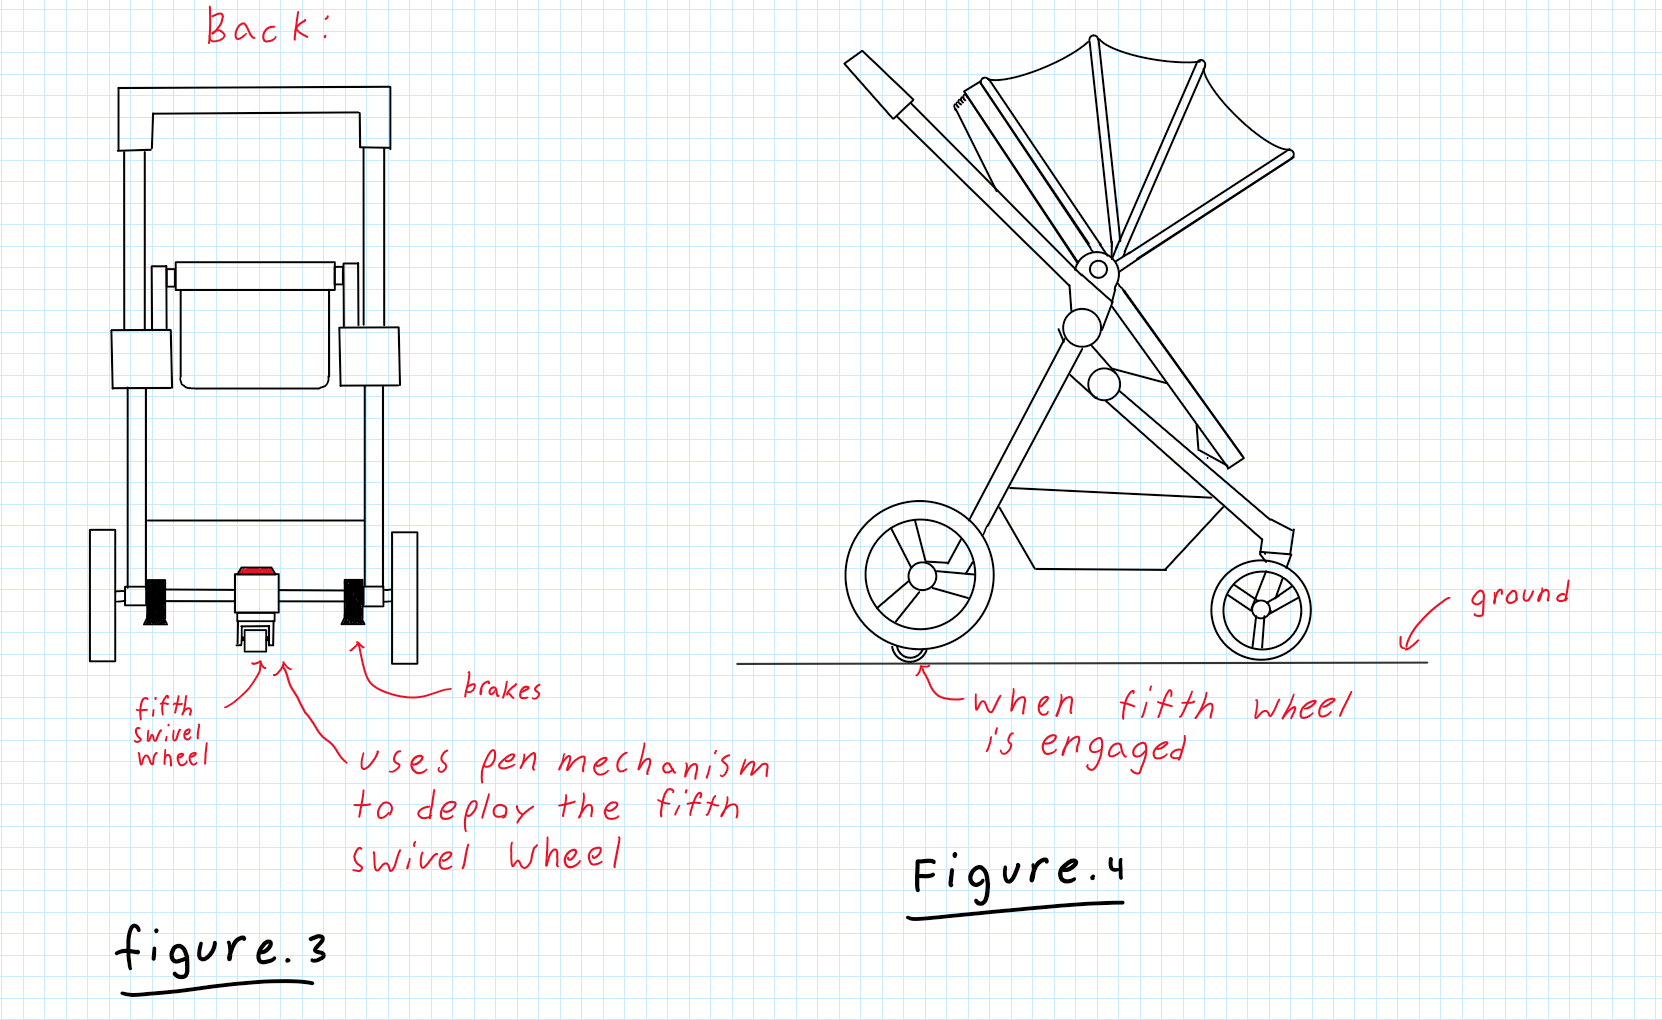 Back:
fifth
swivel
wheel
brakes
uses pen mechanism
to deploy the fifth
swivel wheel
figure.3
ground
when fifth wheel
is engaged
Figure.4